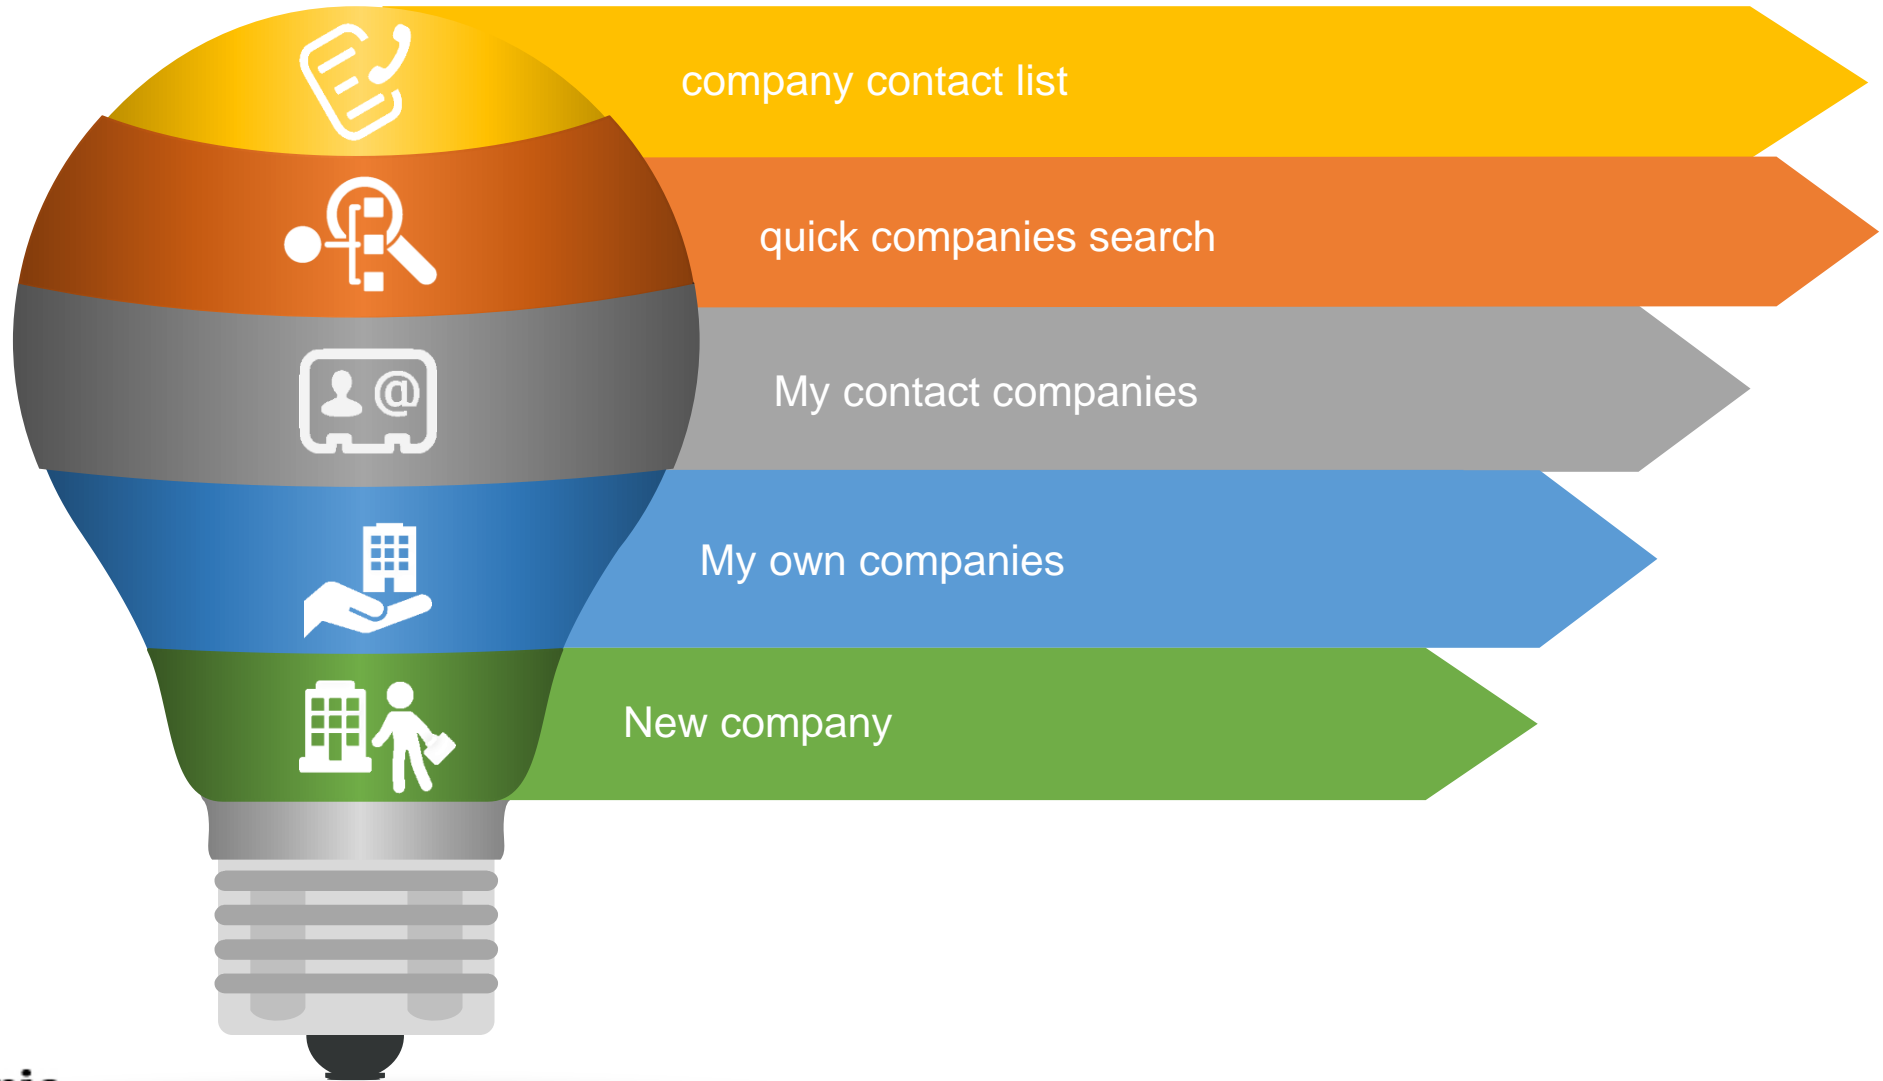 company contact list
quick companies search
My contact companies
My own companies
New company